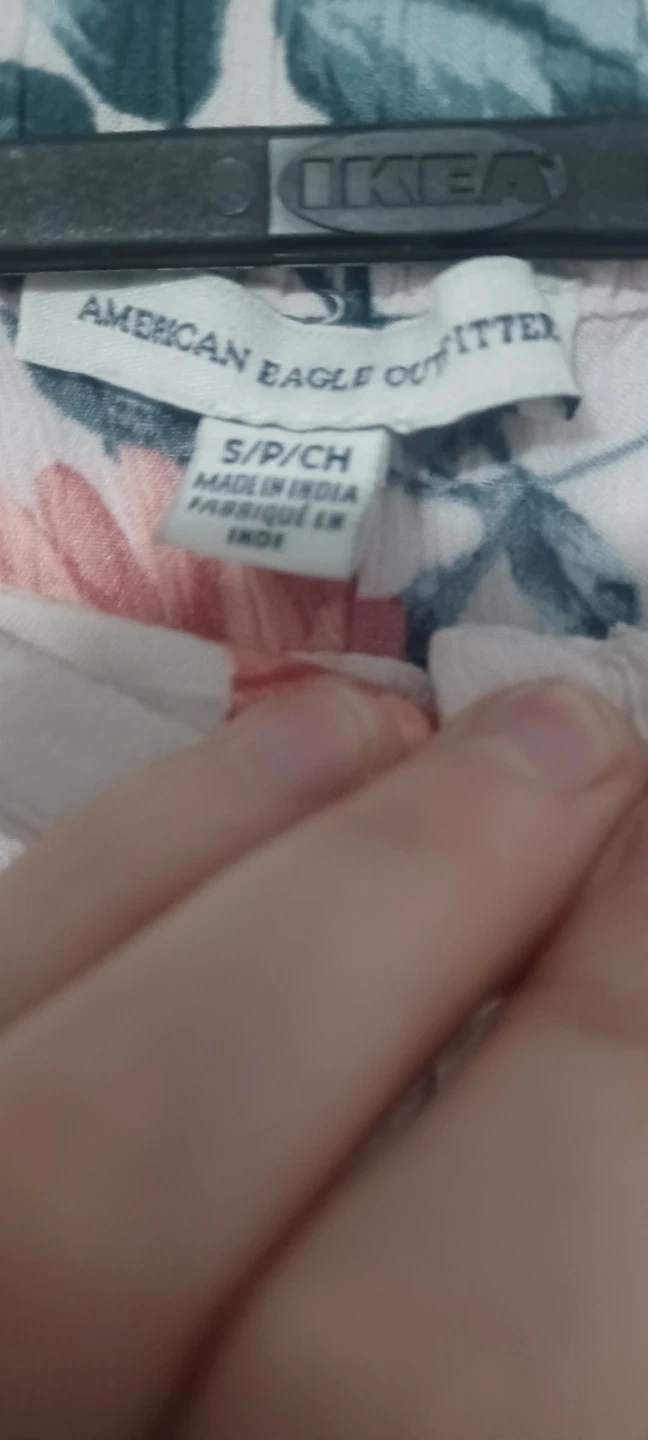 IKEA
AMERICAN EAGLE OUTFITTER
S/P/CH
MADE IN INDIA
FABRIQUÉ EN
INDE